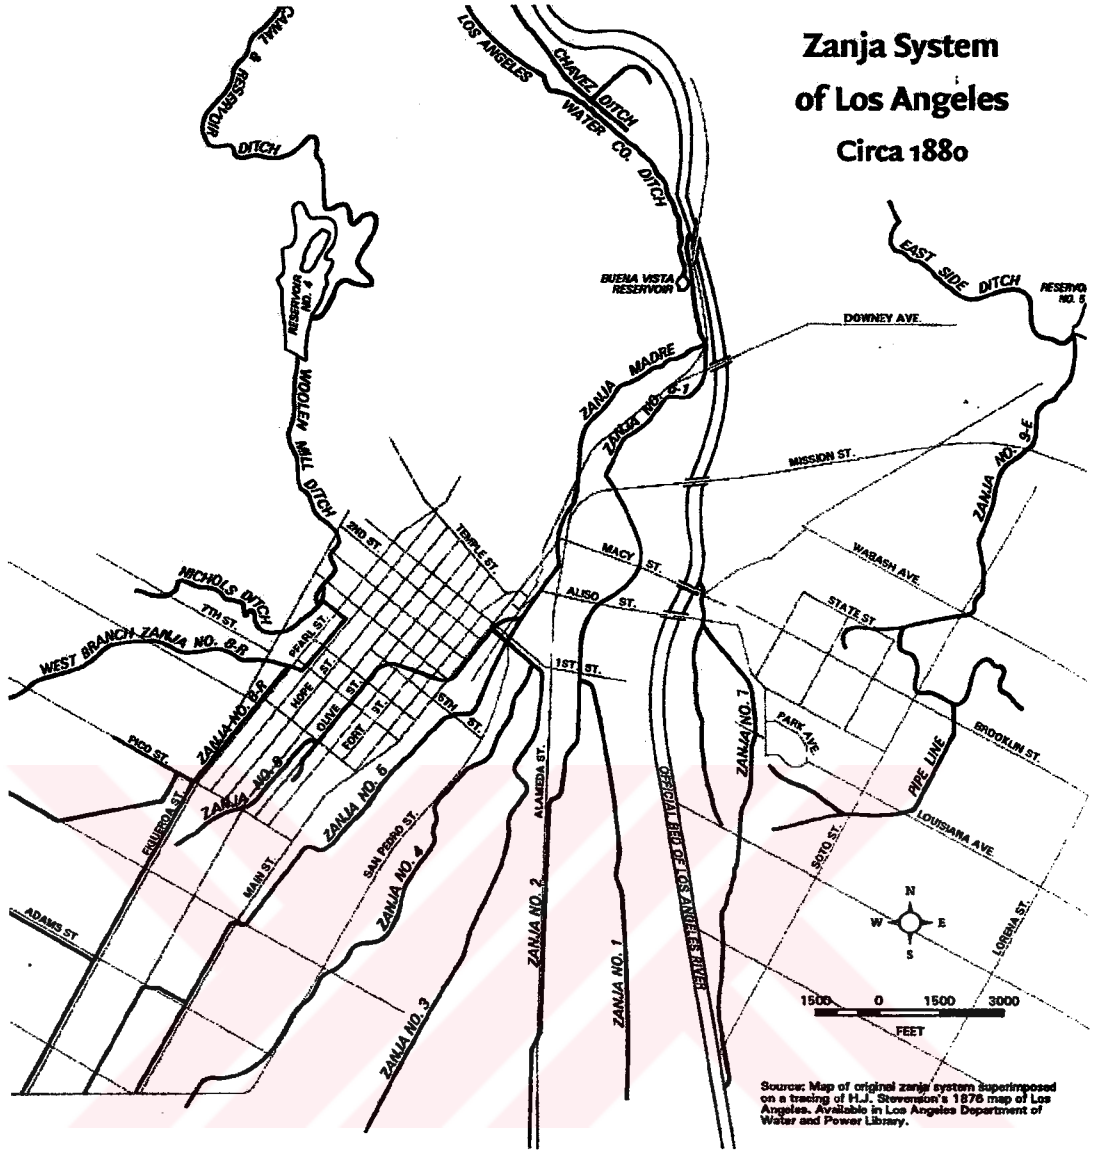 Zanja System
of Los Angeles
Circa 1880
CANAL & RESERVOIR DITCH
LOS ANGELES WATER CO. DITCH
CHAVEZ DITCH
EAST SIDE DITCH
RESERVOIR NO. 4
BUENA VISTA
RESERVOIR
RESERVO
NO. 5
DOWNEY AVE.
ZANJA MADRE
WOOLEN MILL DITCH
MISSION ST.
ZANJA NO. 9-E
2ND ST.
TEMPLE ST.
MACY ST.
WABASH AVE.
NICHOLS DITCH
7TH ST.
ALISO ST.
STATE ST
PEARL ST.
WEST BRANCH ZANJA NO. 8-R
1ST. ST.
HOPE ST.
OLIVE ST.
FORT ST.
5TH ST.
ZANJA NO. 8-R
ZANJA NO. 7
PARK AVE.
BROOKLIN ST.
PICO ST.
PIPE LINE
ZANJA NO. 8
ZANJA NO. 5
ALAMEDA ST.
FIGUEROA ST.
OFFICIAL BED OF LOS ANGELES RIVER
LOUISIANA AVE.
SAN PEDRO ST.
SOTO ST.
MAIN ST.
ZANJA NO. 4
ADAMS ST
ZANJA NO. 2
ZANJA NO. 1
LORENA ST.
ZANJA NO. 3
N
W E
S
1500 0 1500 3000
FEET
Source: Map of original zanja system superimposed
on a tracing of H.J. Stevenson's 1876 map of Los
Angeles. Available in Los Angeles Department of
Water and Power Library.